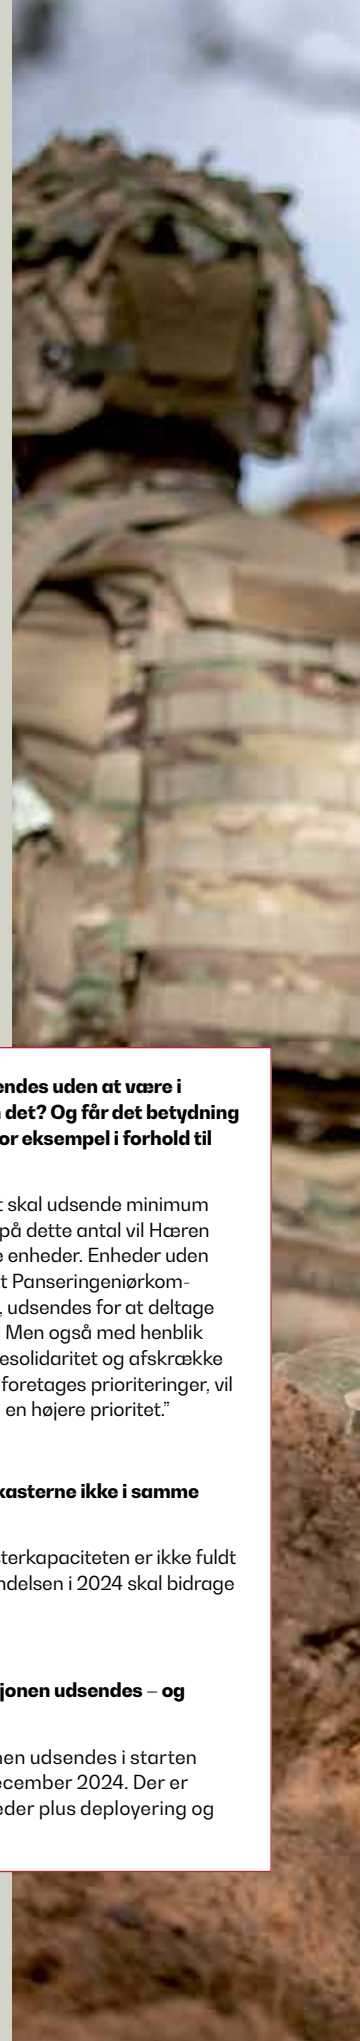 endes uden at være i
det? Og får det betydning
or eksempel i forhold til
t skal udsende minimum
på dette antal vil Hæren
e enheder. Enheder uden
t Panseringeniørkom-
, udsendes for at deltage
. Men også med henblik
esolidaritet og afskrække
foretages prioriteringer, vil
en højere prioritet.”
kasterne ikke i samme
sterkapaciteten er ikke fuldt
ndelsen i 2024 skal bidrage
jonen udsendes – og
nen udsendes i starten
ecember 2024. Der er
eder plus deployering og